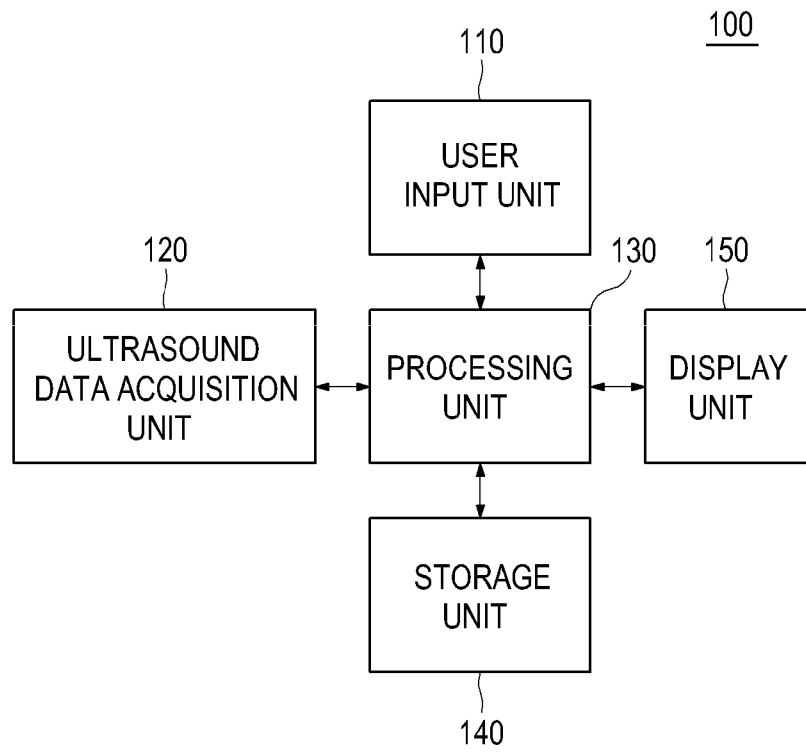 100
110
USER
INPUT UNIT
120
130
150
ULTRASOUND
DATA ACQUISITION
UNIT
PROCESSING
UNIT
DISPLAY
UNIT
STORAGE
UNIT
140